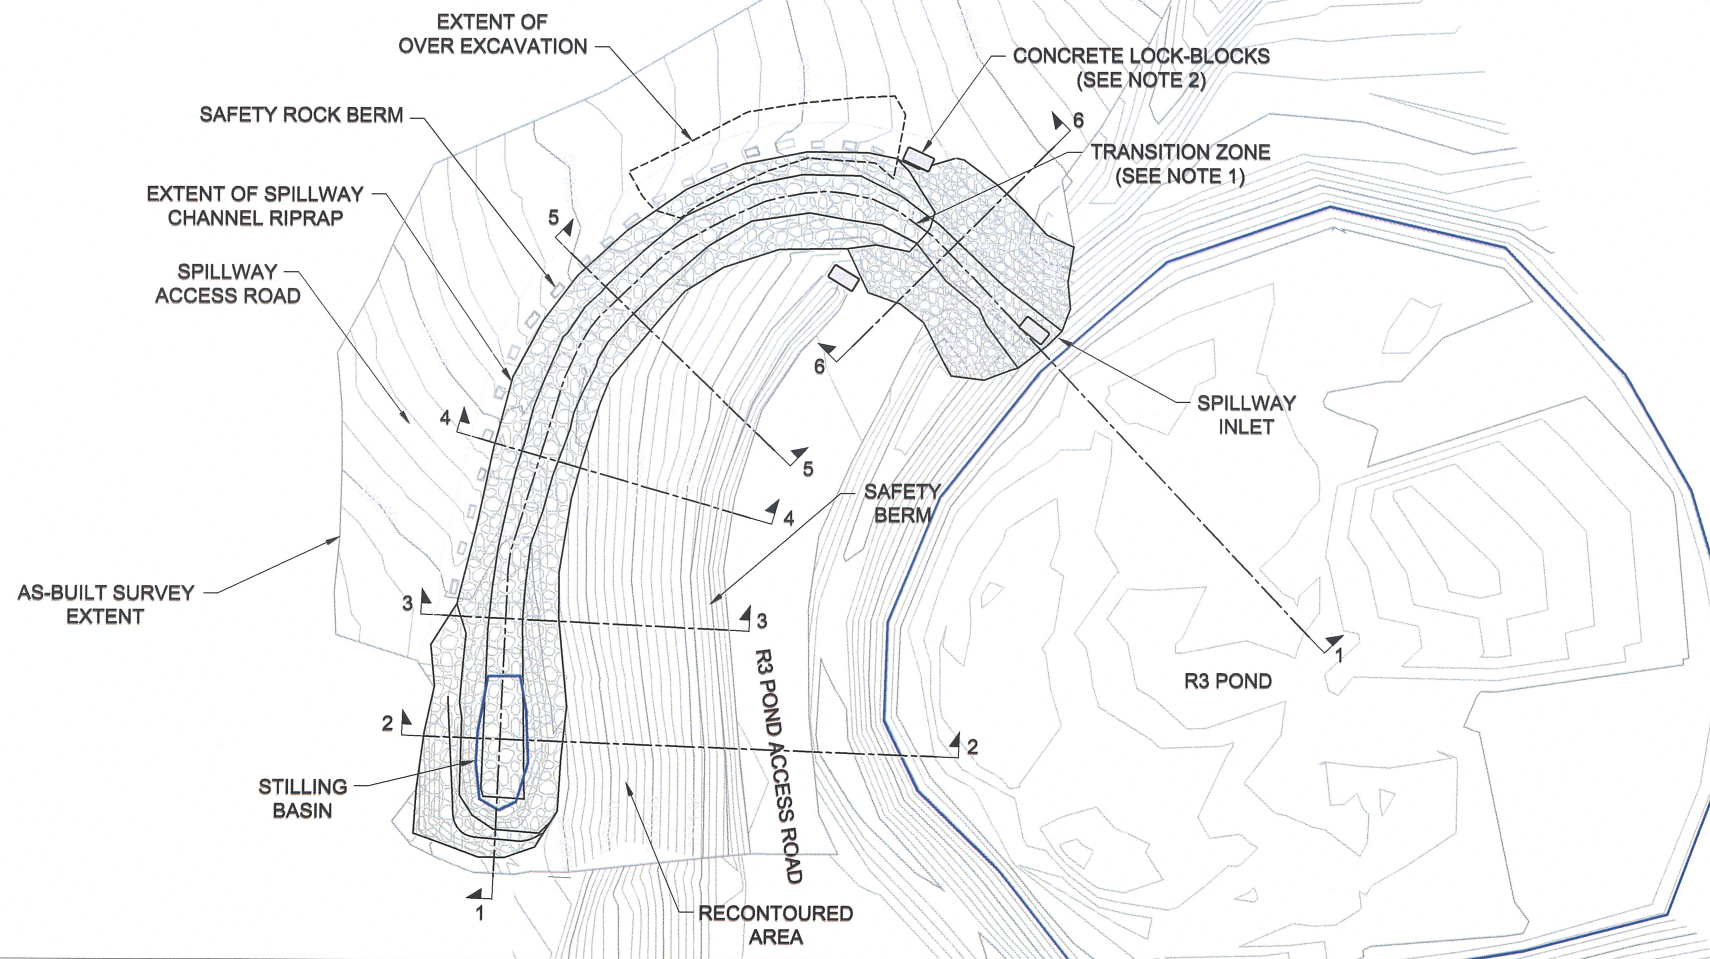 EXTENT OF
OVER EXCAVATION
CONCRETE LOCK-BLOCKS
(SEE NOTE 2)
SAFETY ROCK BERM
6
TRANSITION ZONE
(SEE NOTE 1)
EXTENT OF SPILLWAY
CHANNEL RIPRAP
5
SPILLWAY
ACCESS ROAD
6
SPILLWAY
INLET
4
5
SAFETY
BERM
4
AS-BUILT SURVEY
EXTENT
3
3
R3 POND ACCESS ROAD
1
R3 POND
2
2
STILLING
BASIN
1
RECONTOURED
AREA